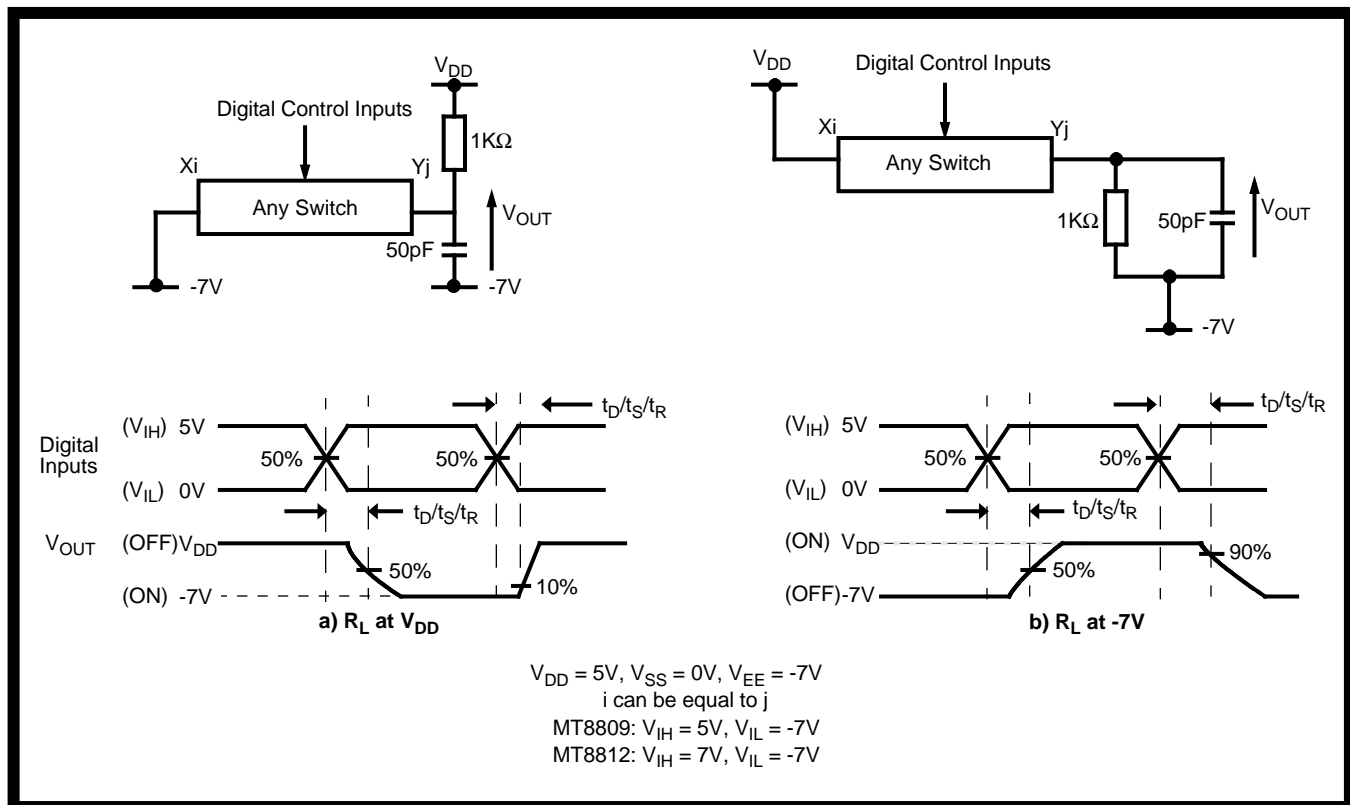 V_DD
Digital Control Inputs
1KΩ
Xi
Yj
Any Switch
V_OUT
50pF
-7V
-7V
V_DD
Digital Control Inputs
Xi
Yj
Any Switch
1KΩ
50pF
V_OUT
-7V
t_D/t_S/t_R
Digital
Inputs
(V_IH) 5V
50%
50%
(V_IL) 0V
t_D/t_S/t_R
V_OUT
(OFF) V_DD
50%
10%
(ON) -7V
a) R_L at V_DD
t_D/t_S/t_R
(V_IH) 5V
50%
50%
(V_IL) 0V
t_D/t_S/t_R
(ON) V_DD
90%
50%
(OFF) -7V
b) R_L at -7V
V_DD = 5V, V_SS = 0V, V_EE = -7V
i can be equal to j
MT8809: V_IH = 5V, V_IL = -7V
MT8812: V_IH = 7V, V_IL = -7V